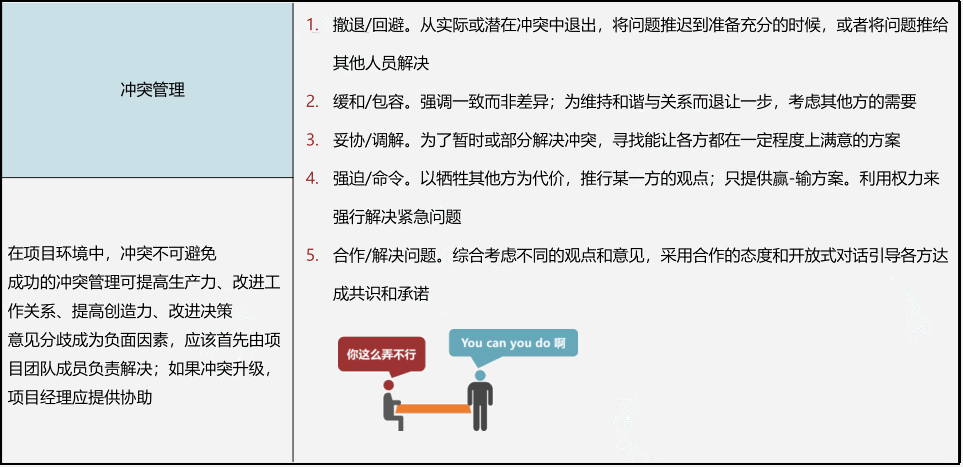 冲突管理
在项目环境中，冲突不可避免
成功的冲突管理可提高生产力、改进工
作关系、提高创造力、改进决策
意见分歧成为负面因素，应该首先由项
目团队成员负责解决；如果冲突升级，
项目经理应提供协助
1. 撤退/回避。从实际或潜在冲突中退出，将问题推迟到准备充分的时候，或者将问题推给
其他人员解决
2. 缓和/包容。强调一致而非差异；为维持和谐与关系而退让一步，考虑其他方的需要
3. 妥协/调解。为了暂时或部分解决冲突，寻找能让各方都在一定程度上满意的方案
4. 强迫/命令。以牺牲其他方为代价，推行某一方的观点；只提供赢-输方案。利用权力来
强行解决紧急问题
5. 合作/解决问题。综合考虑不同的观点和意见，采用合作的态度和开放式对话引导各方达
成共识和承诺
你这么弄不行
You can you do 啊